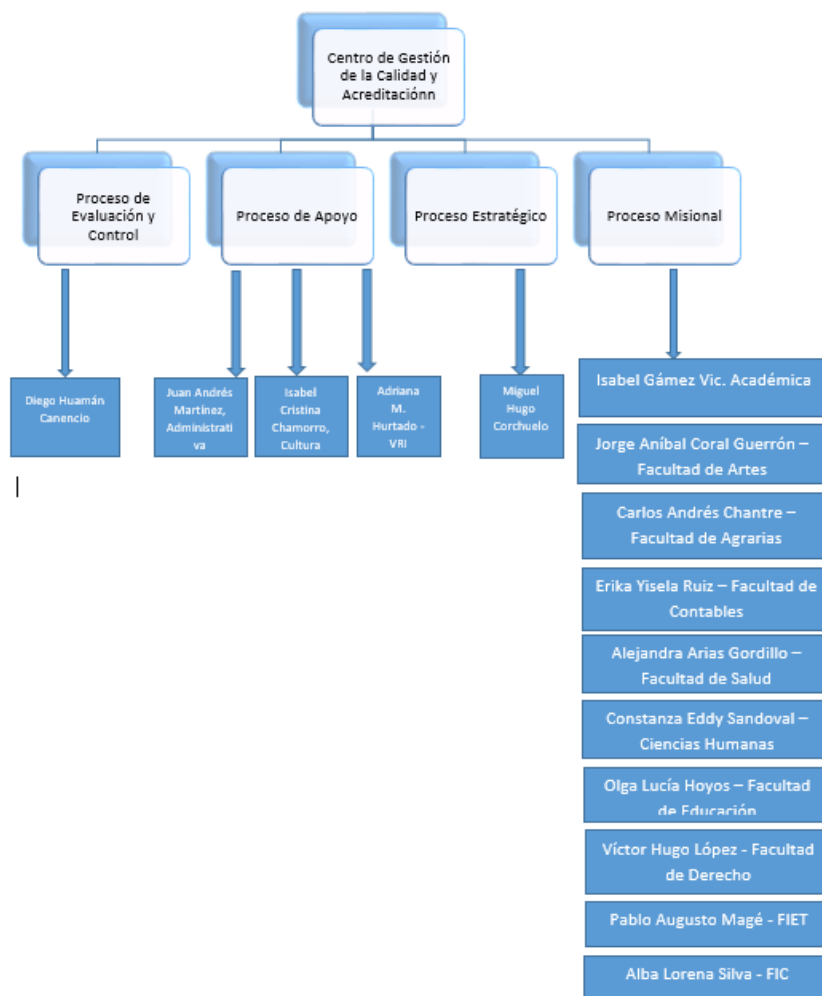 Centro de Gestión
de la Calidad y
Acreditaciónn
Proceso de
Evaluación y
Control
Proceso de Apoyo
Proceso Estratégico
Proceso Misional
Diego Huamán
Canencio
Juan Andrés
Martínez,
Administrati
va
Isabel
Cristina
Chamorro,
Cultura
Adriana
M.
Hurtado -
VRI
Miguel
Hugo
Corchuelo
Isabel Gámez Vic. Académica
Jorge Aníbal Coral Guerrón –
Facultad de Artes
Carlos Andrés Chantre –
Facultad de Agrarias
Erika Yisela Ruiz – Facultad de
Contables
Alejandra Arias Gordillo –
Facultad de Salud
Constanza Eddy Sandoval –
Ciencias Humanas
Olga Lucía Hoyos – Facultad
de Educación
Víctor Hugo López - Facultad
de Derecho
Pablo Augusto Magé - FIET
Alba Lorena Silva - FIC